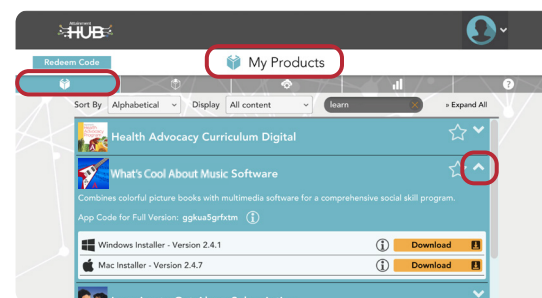 Attainment
HUB
Redeem Code
My Products
?
Sort By Alphabetical Display All content learn » Expand All
Health Advocacy Curriculum Digital
What's Cool About Music Software
Combines colorful picture books with multimedia software for a comprehensive social skill program.
App Code for Full Version: ggkua5grfxtm
Windows Installer - Version 2.4.1 Download
Mac Installer - Version 2.4.7 Download